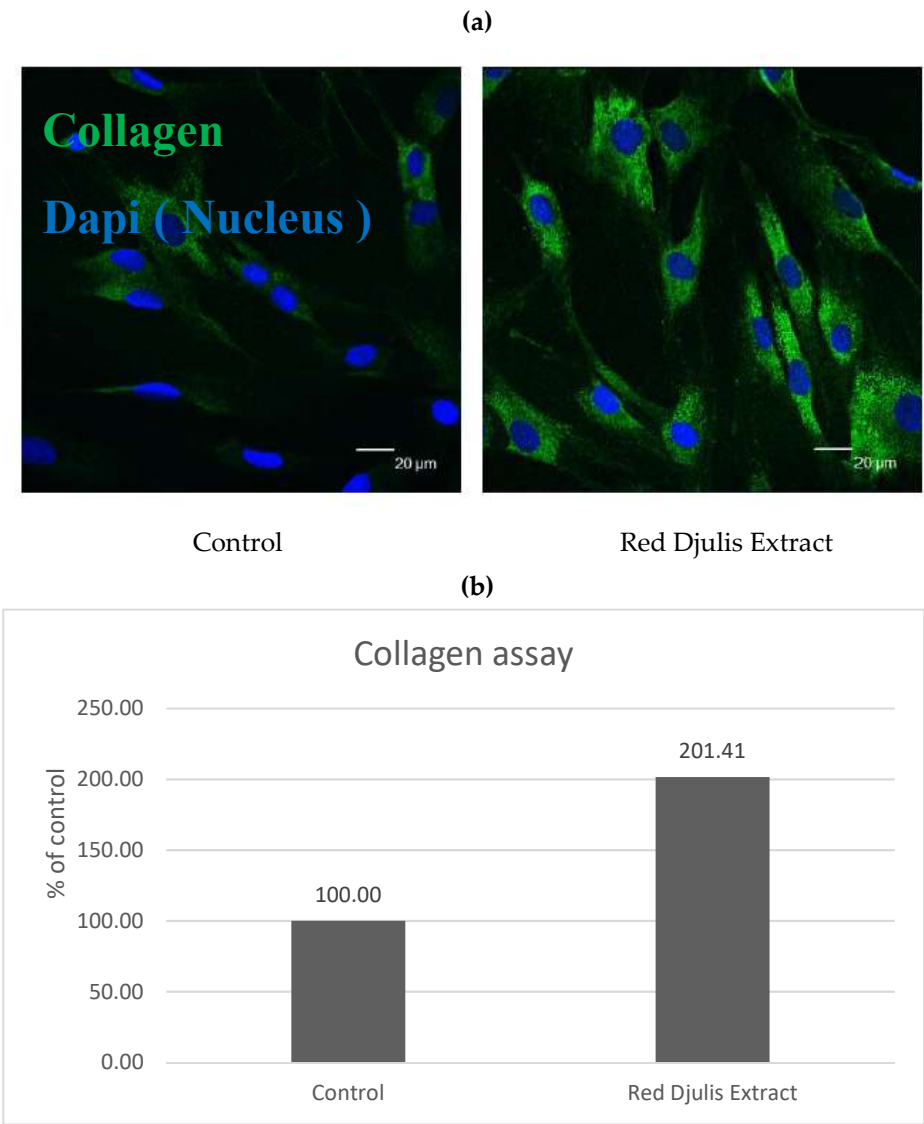 (a)
Collagen
Dapi ( Nucleus )
20 µm
20 µm
Control
Red Djulis Extract
(b)
Collagen assay
% of control
250.00
200.00
150.00
100.00
50.00
0.00
100.00
201.41
Control
Red Djulis Extract